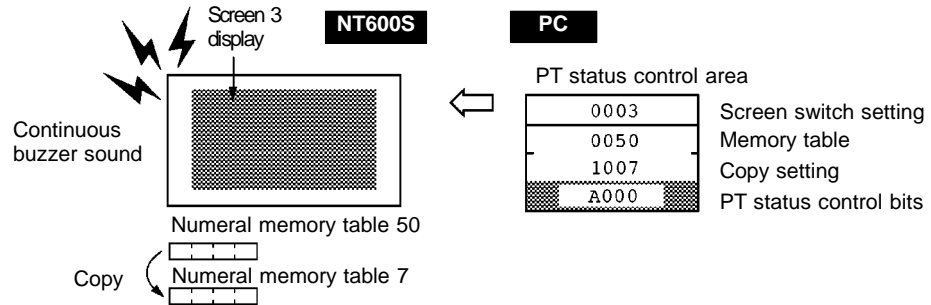 Screen 3
display
NT600S
PC
PT status control area
Continuous
buzzer sound
0003
Screen switch setting
0050
Memory table
1007
Copy setting
A000
PT status control bits
Numeral memory table 50
Copy
Numeral memory table 7